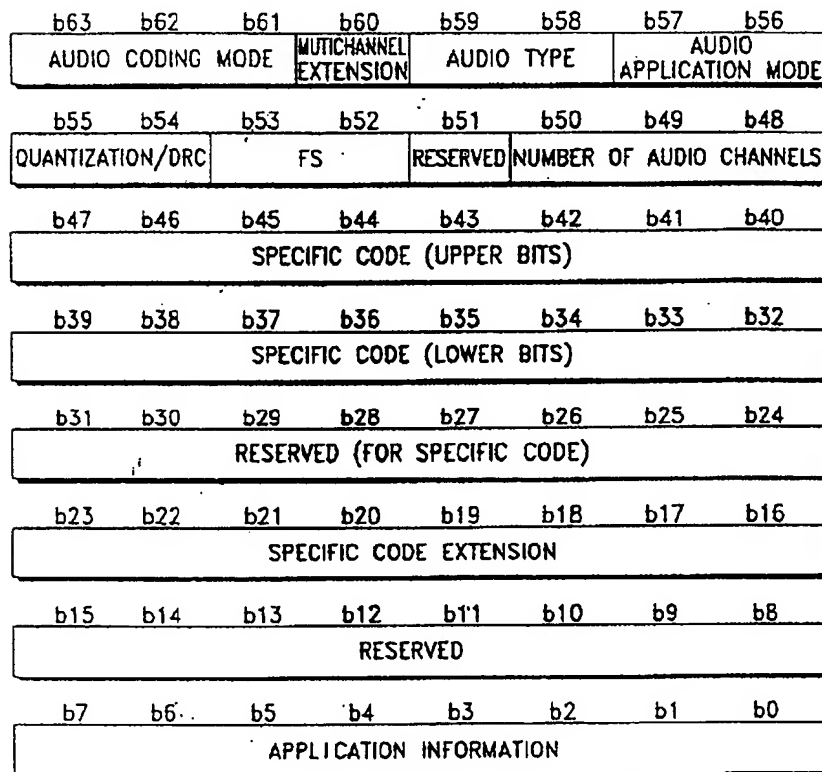 b63 b62 b61 b60 b59 b58 b57 b56
AUDIO CODING MODE MUTICHANNEL EXTENSION AUDIO TYPE AUDIO APPLICATION MODE
b55 b54 b53 b52 b51 b50 b49 b48
QUANTIZATION/DRC FS RESERVED NUMBER OF AUDIO CHANNELS
b47 b46 b45 b44 b43 b42 b41 b40
SPECIFIC CODE (UPPER BITS)
b39 b38 b37 b36 b35 b34 b33 b32
SPECIFIC CODE (LOWER BITS)
b31 b30 b29 b28 b27 b26 b25 b24
RESERVED (FOR SPECIFIC CODE)
b23 b22 b21 b20 b19 b18 b17 b16
SPECIFIC CODE EXTENSION
b15 b14 b13 b12 b11 b10 b9 b8
RESERVED
b7 b6 b5 b4 b3 b2 b1 b0
APPLICATION INFORMATION